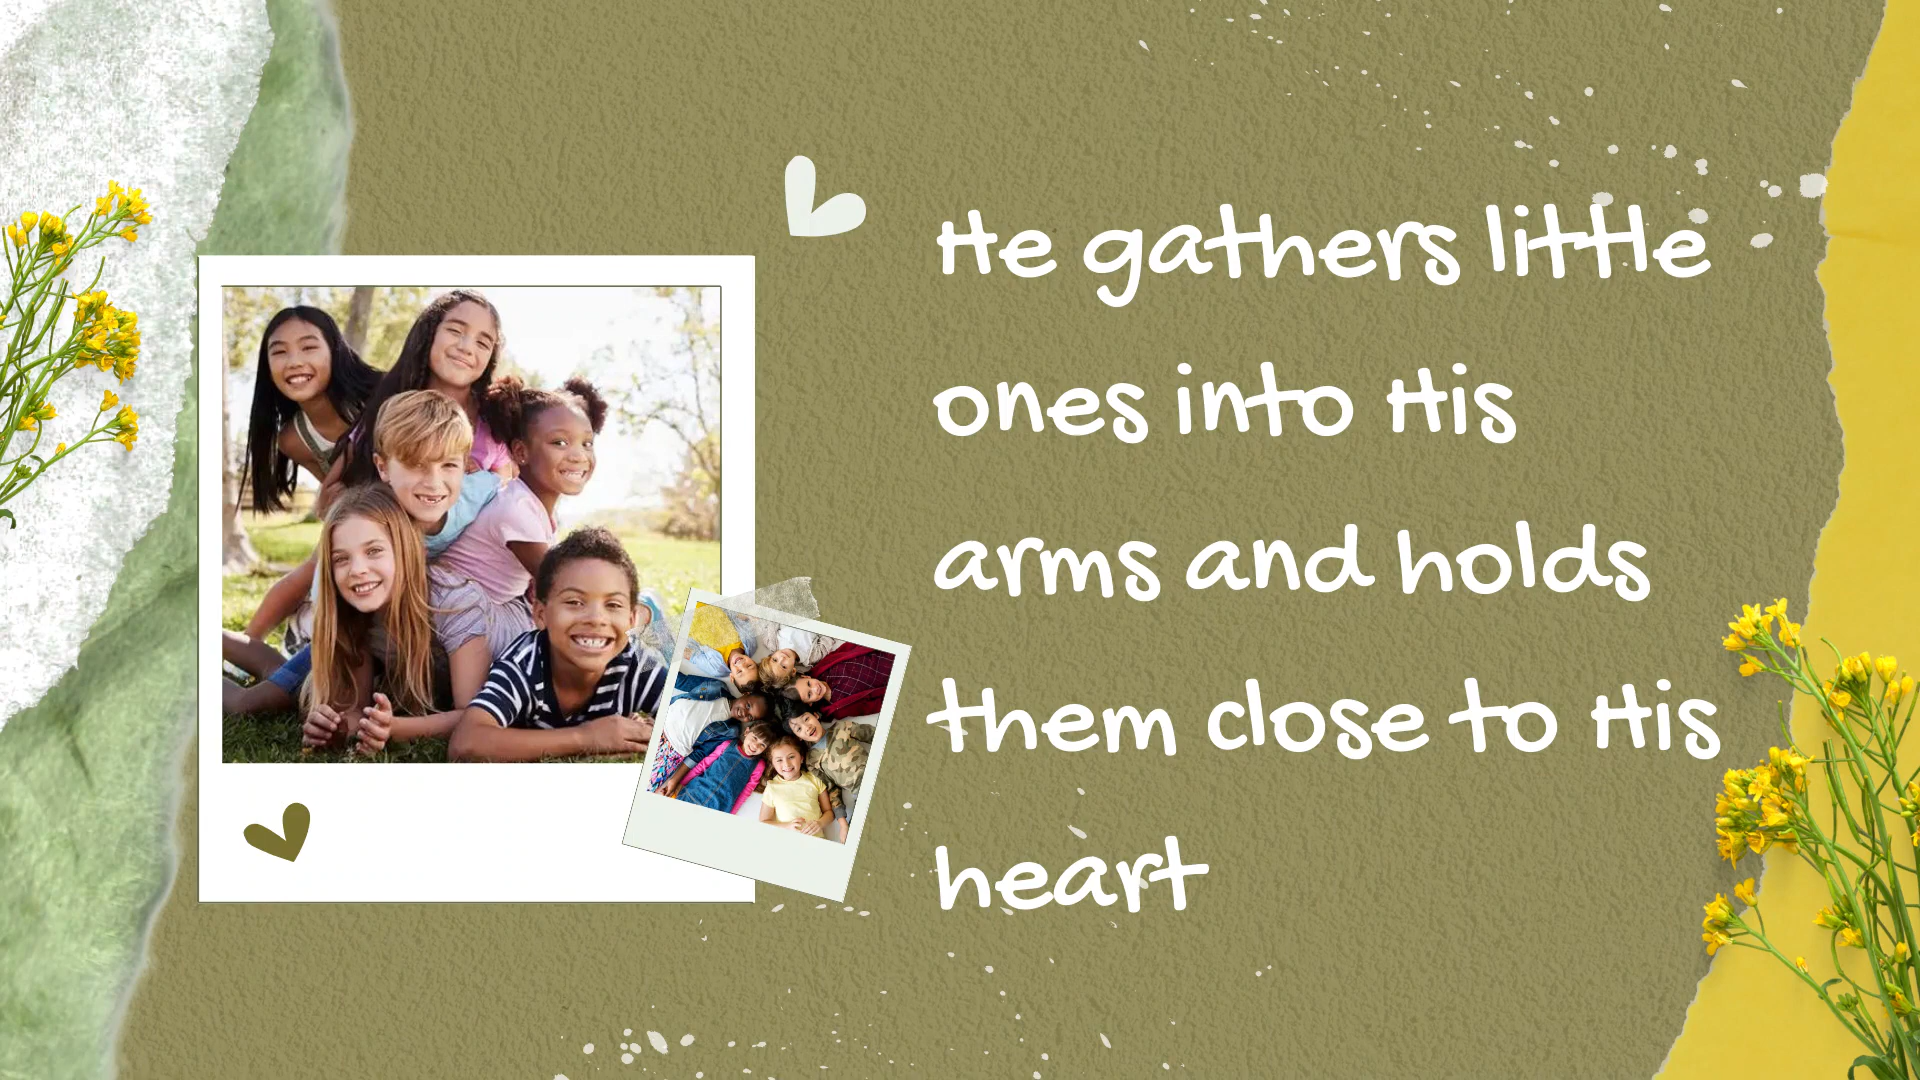 He gathers little
ones into His
arms and holds
them close to His
heart